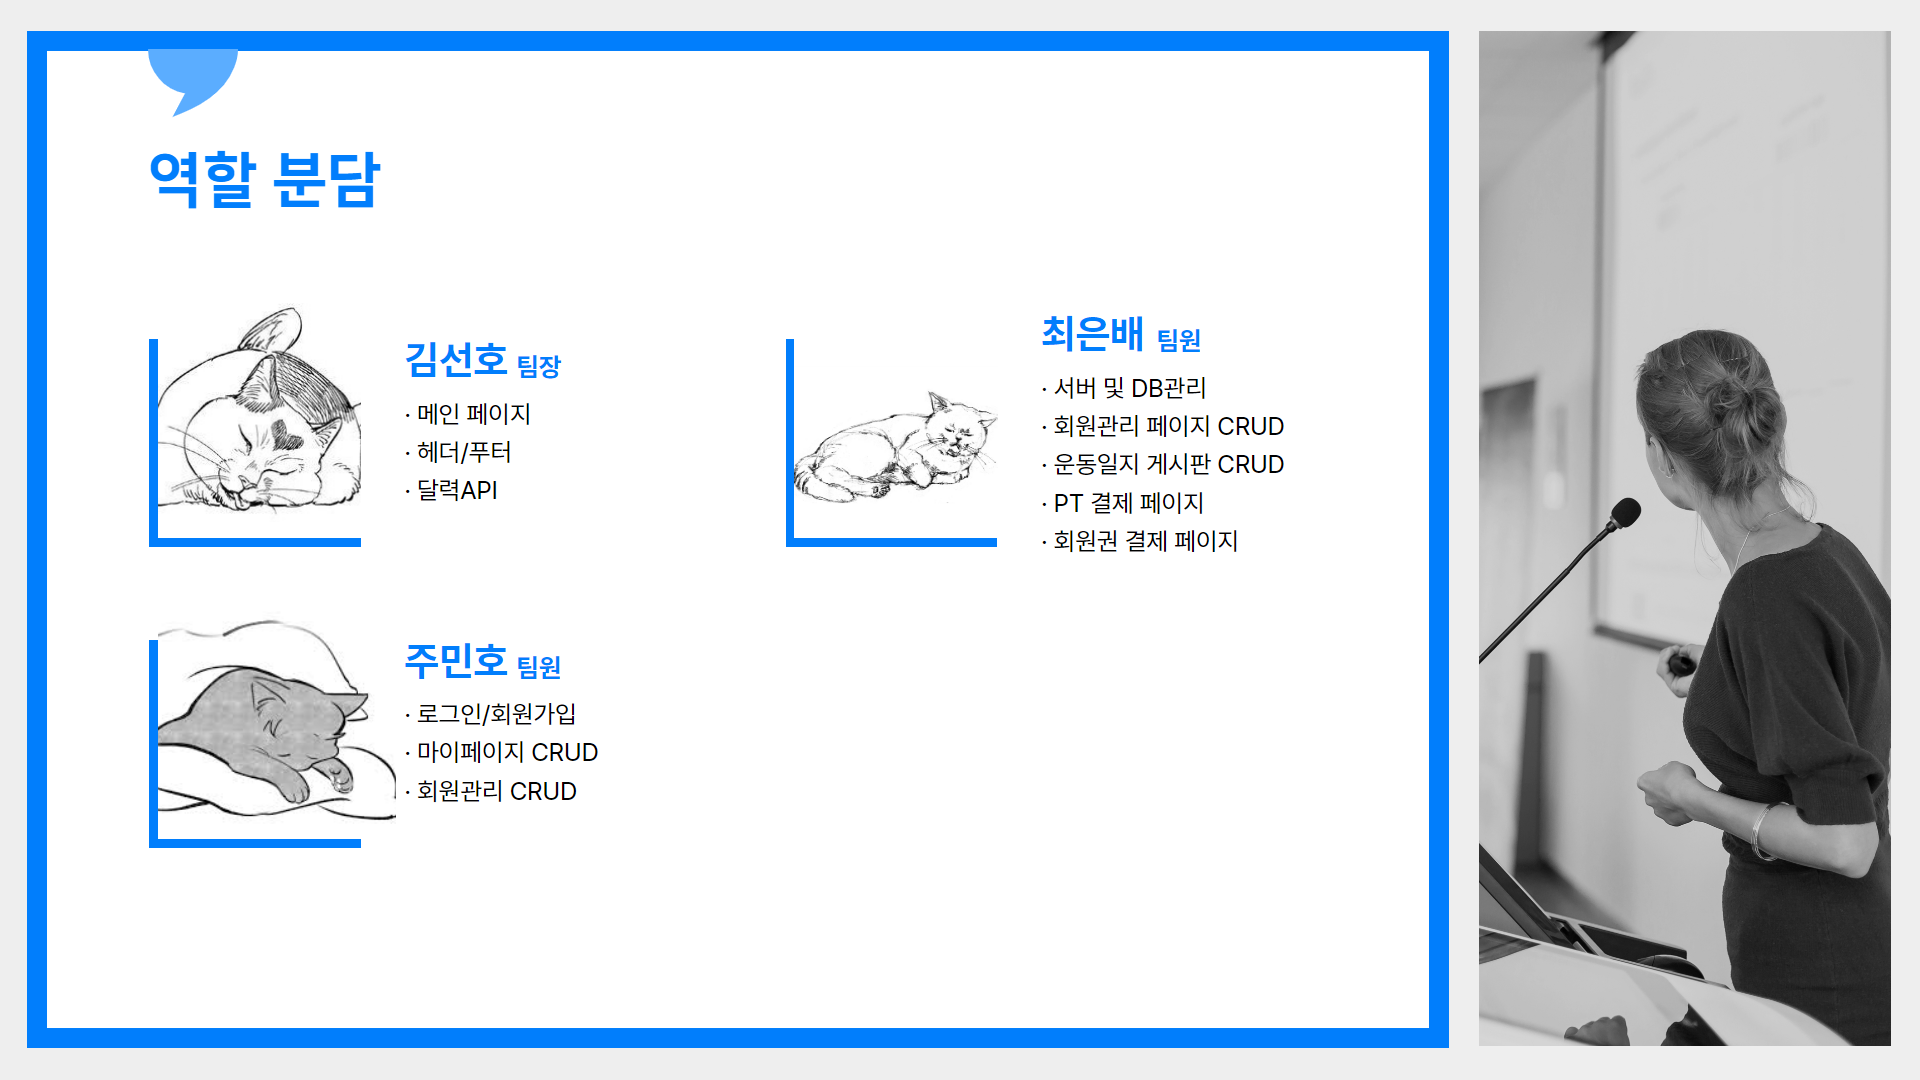 역할 분담
김선호 팀장
· 메인 페이지
· 헤더/푸터
· 달력API
최은배 팀원
· 서버 및 DB관리
· 회원관리 페이지 CRUD
· 운동일지 게시판 CRUD
· PT 결제 페이지
· 회원권 결제 페이지
주민호 팀원
· 로그인/회원가입
· 마이페이지 CRUD
· 회원관리 CRUD